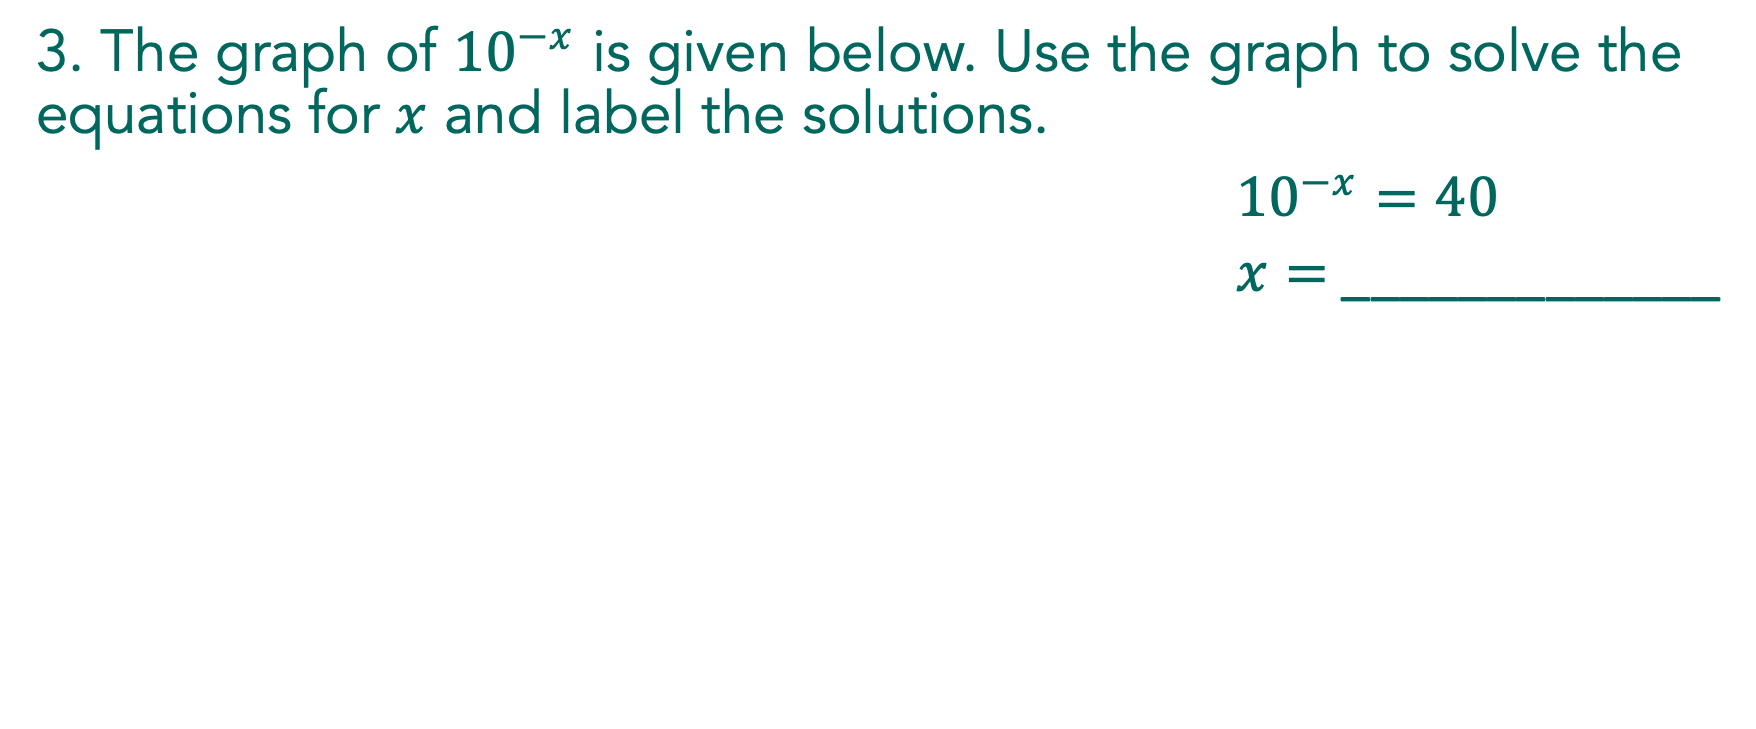 3. The graph of 10⁻ˣ is given below. Use the graph to solve the
equations for x and label the solutions.
10⁻ˣ = 40
x = _____________